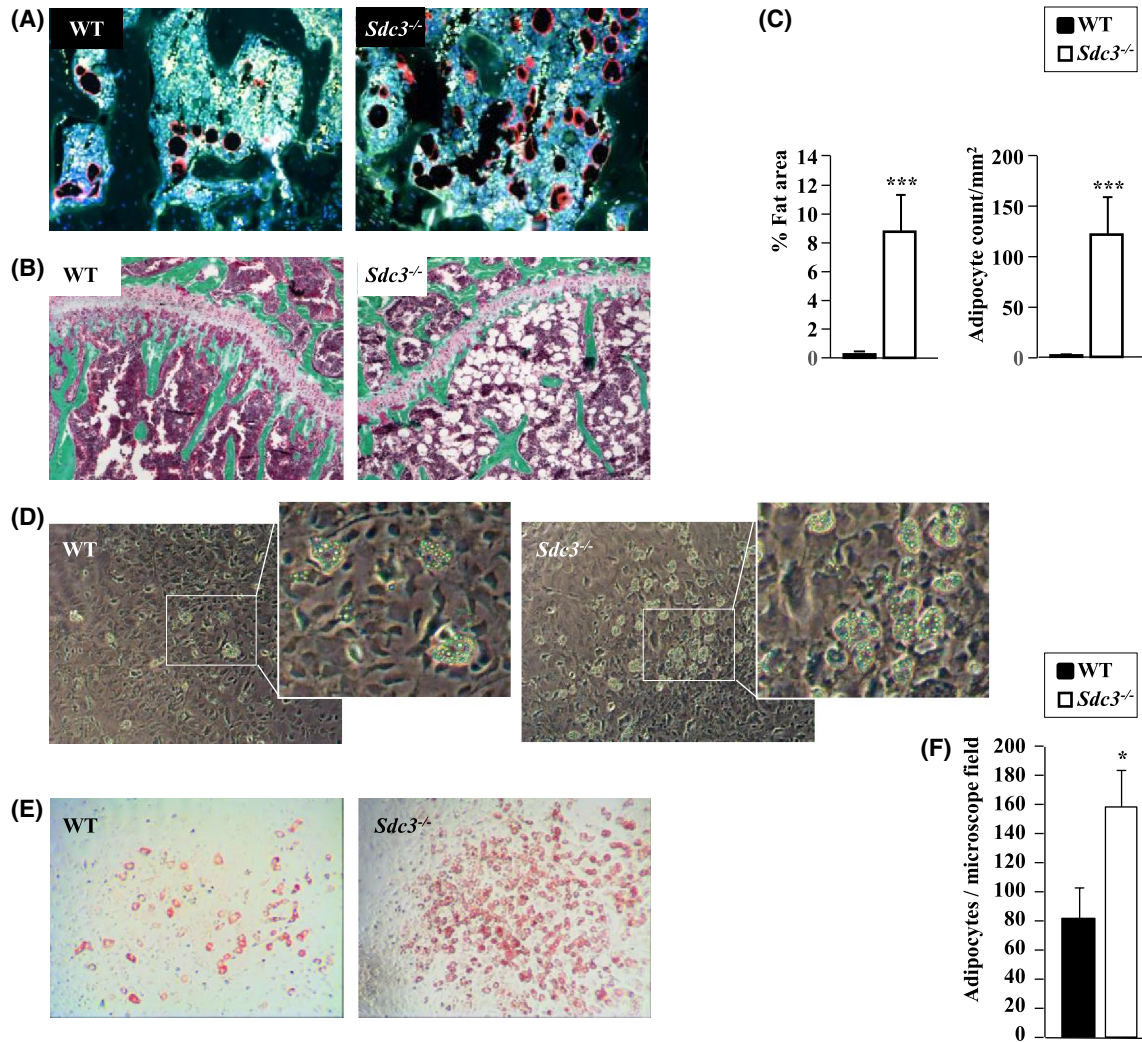 (A)
WT
Sdc3-/-
(C)
WT
Sdc3-/-
% Fat area
14
12
10
8
6
4
2
0
***
Adipocyte count/mm²
200
150
100
50
0
***
(B)
WT
Sdc3-/-
(D)
WT
Sdc3-/-
WT
Sdc3-/-
(E)
WT
Sdc3-/-
(F)
Adipocytes / microscope field
200
180
160
140
120
100
80
60
40
20
0
*